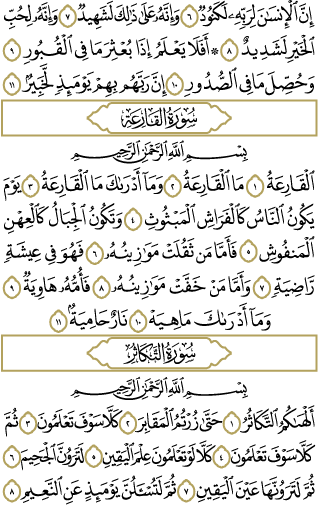 إِنَّ ٱلْإِنسَٰنَ لِرَبِّهِۦ لَكَنُودٌ ٦ وَإِنَّهُۥ عَلَىٰ ذَٰلِكَ لَشَهِيدٌ ٧ وَإِنَّهُۥ لِحُبِّ
ٱلْخَيْرِ لَشَدِيدٌ ٨ ۞ أَفَلَا يَعْلَمُ إِذَا بُعْثِرَ مَا فِى ٱلْقُبُورِ ٩
وَحُصِّلَ مَا فِى ٱلصُّدُورِ ١٠ إِنَّ رَبَّهُم بِهِمْ يَوْمَئِذٍ لَّخَبِيرٌۢ ١١
سُورَةُ القَارِعَة
بِسْمِ ٱللَّهِ ٱلرَّحْمَٰنِ ٱلرَّحِيمِ
ٱلْقَارِعَةُ ١ مَا ٱلْقَارِعَةُ ٢ وَمَآ أَدْرَىٰكَ مَا ٱلْقَارِعَةُ ٣ يَوْمَ
يَكُونُ ٱلنَّاسُ كَٱلْفَرَاشِ ٱلْمَبْثُوثِ ٤ وَتَكُونُ ٱلْجِبَالُ كَٱلْعِهْنِ
ٱلْمَنفُوشِ ٥ فَأَمَّا مَن ثَقُلَتْ مَوَٰزِينُهُۥ ٦ فَهُوَ فِى عِيشَةٍ
رَّاضِيَةٍ ٧ وَأَمَّا مَنْ خَفَّتْ مَوَٰزِينُهُۥ ٨ فَأُمُّهُۥ هَاوِيَةٌ ٩
وَمَآ أَدْرَىٰكَ مَا هِيَهْ ١٠ نَارٌ حَامِيَةٌۢ ١١
سُورَةُ التَّكَاثُر
بِسْمِ ٱللَّهِ ٱلرَّحْمَٰنِ ٱلرَّحِيمِ
أَلْهَىٰكُمُ ٱلتَّكَاثُرُ ١ حَتَّىٰ زُرْتُمُ ٱلْمَقَابِرَ ٢ كَلَّا سَوْفَ تَعْلَمُونَ ٣ ثُمَّ
كَلَّا سَوْفَ تَعْلَمُونَ ٤ كَلَّا لَوْ تَعْلَمُونَ عِلْمَ ٱلْيَقِينِ ٥ لَتَرَوُنَّ ٱلْجَحِيمَ ٦
ثُمَّ لَتَرَوُنَّهَا عَيْنَ ٱلْيَقِينِ ٧ ثُمَّ لَتُسْـَٔلُنَّ يَوْمَئِذٍ عَنِ ٱلنَّعِيمِ ٨